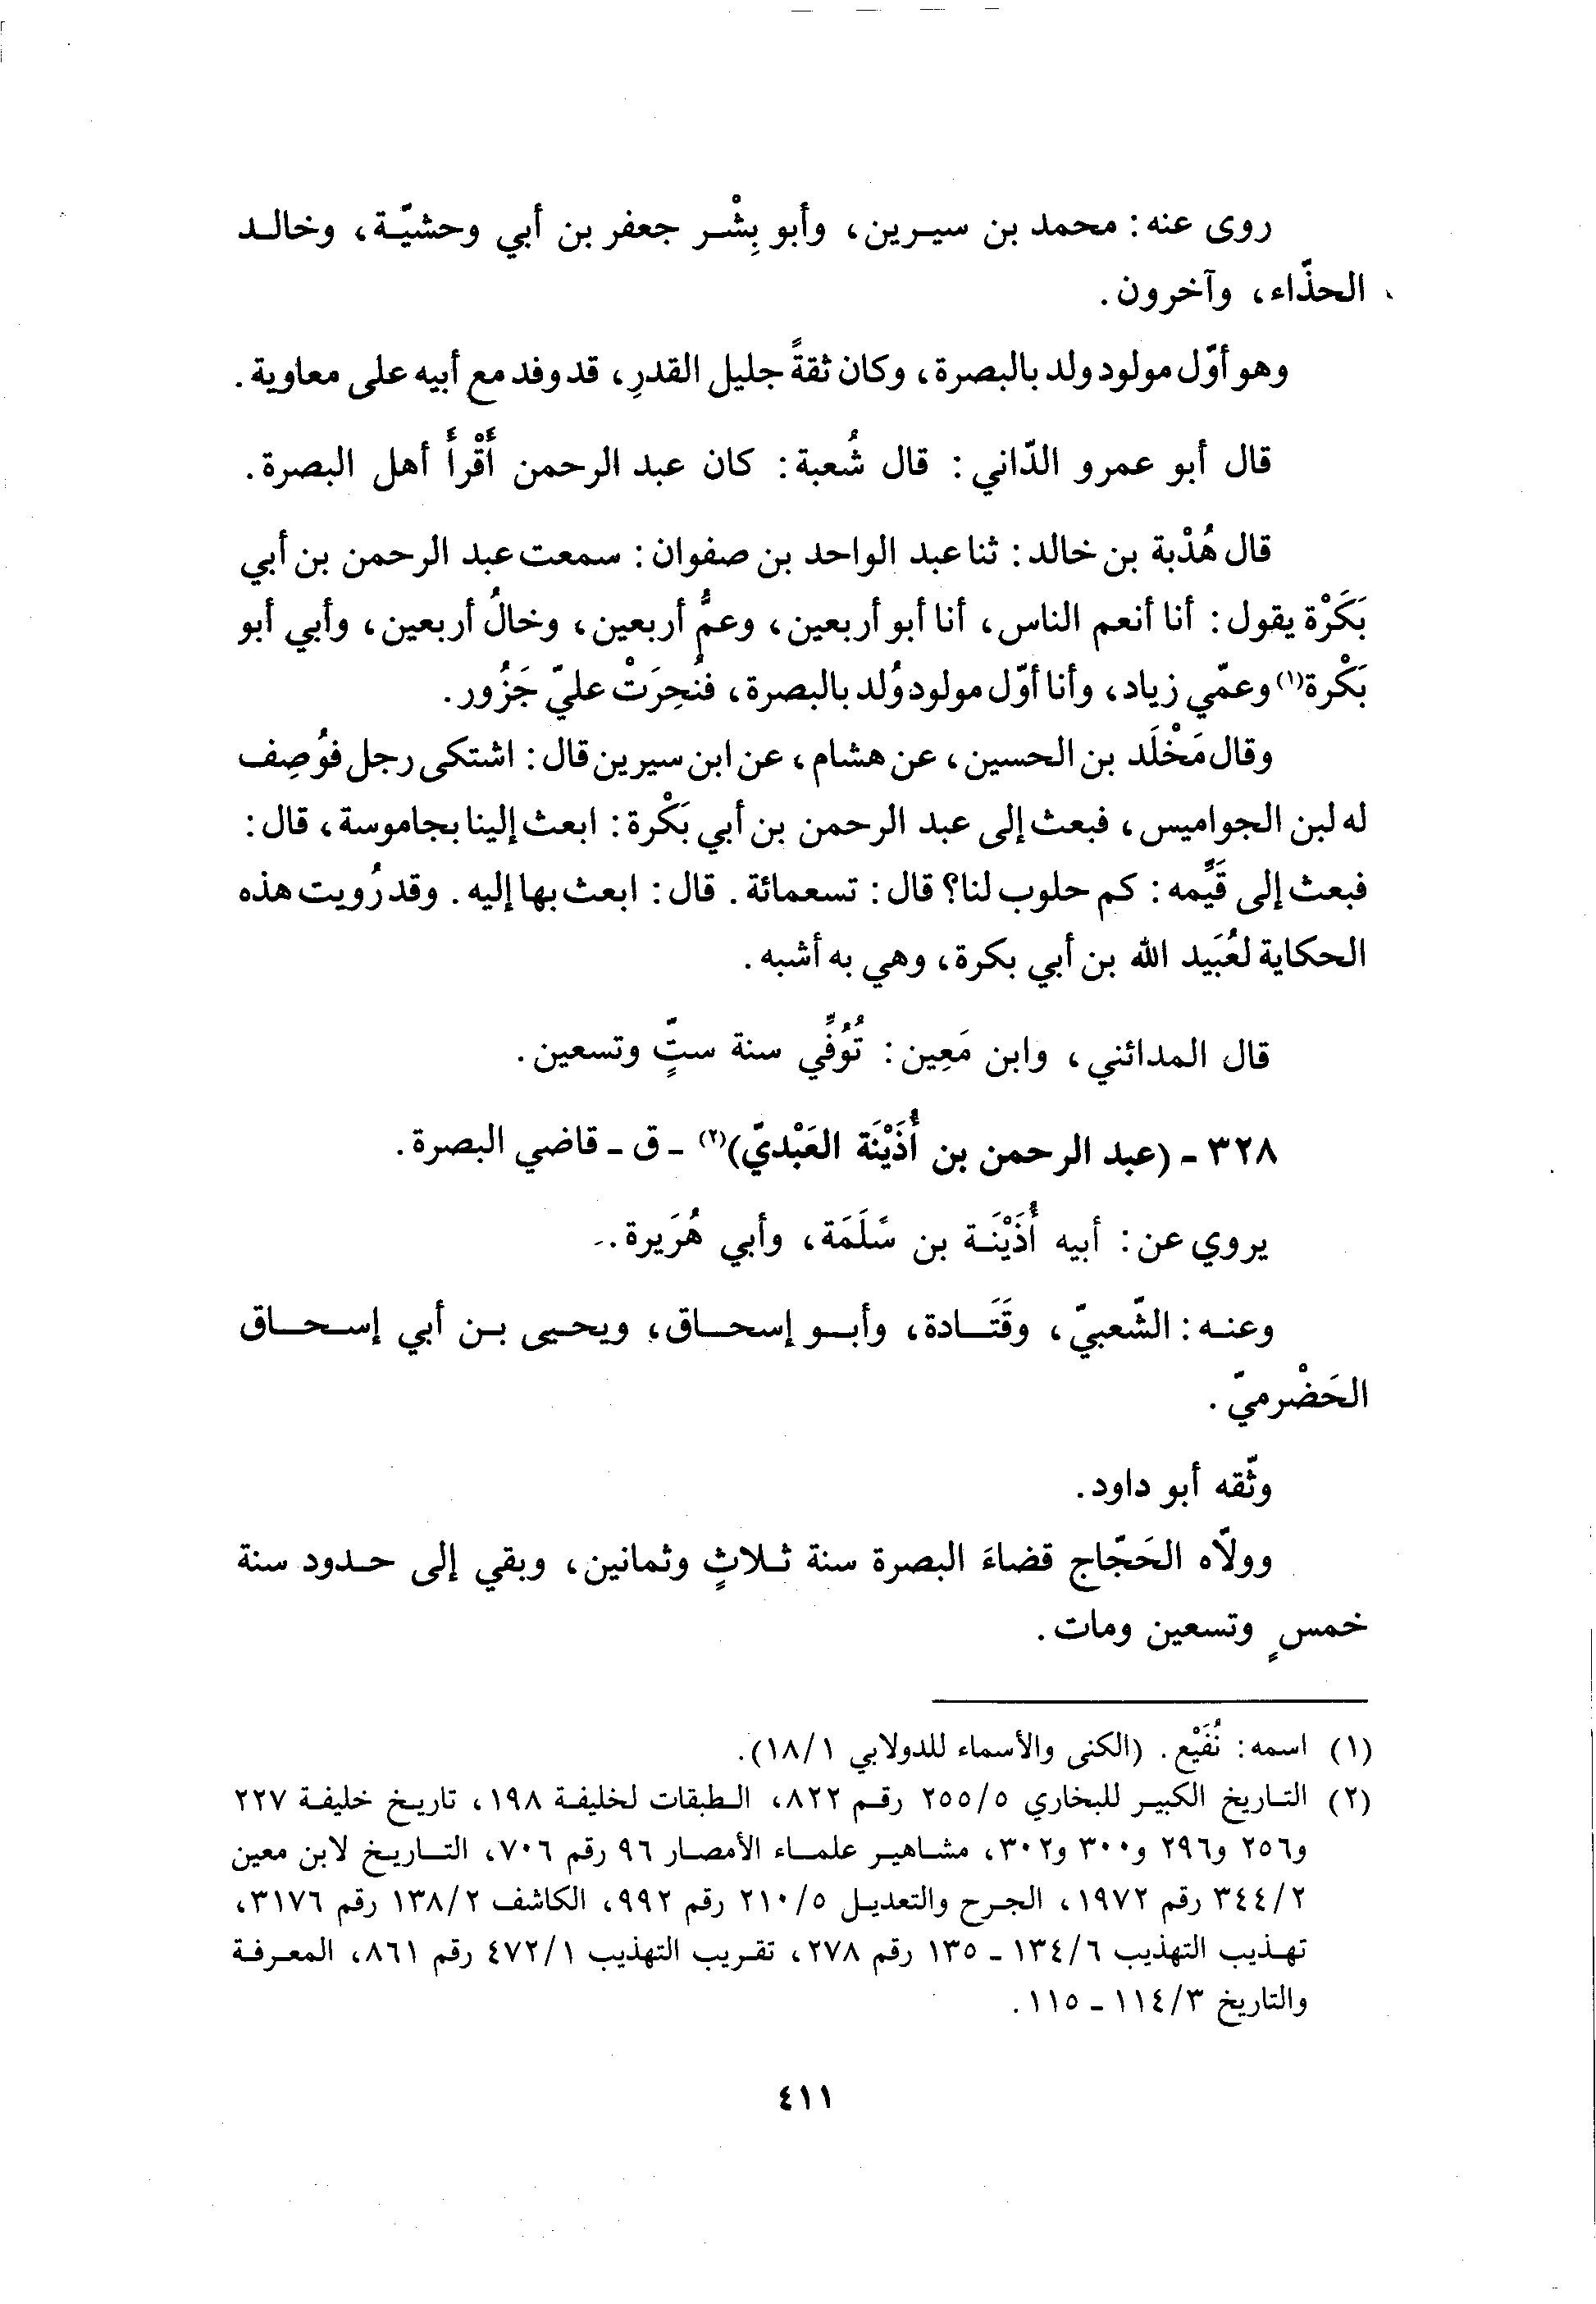 روى عنه: محمد بن سيرين، وأبو بِشْر جعفر بن أبي وحشيّة، وخالد
الحذّاء، وآخرون.
وهو أوّل مولود ولد بالبصرة، وكان ثقةً جليل القدرِ، قد وفد مع أبيه على معاوية.
قال أبو عمرو الدّاني: قال شُعبة: كان عبد الرحمن أَقْرأَ أهل البصرة.
قال هُدْبة بن خالد: ثنا عبد الواحد بن صفوان: سمعت عبد الرحمن بن أبي
بَكَرْة يقول: أنا أنعم الناس، أنا أبو أربعين، وعمُّ أربعين، وخالُ أربعين، وأبي أبو
بَكْرة(١) وعمّي زياد، وأنا أوّل مولود وُلد بالبصرة، فنُحِرَتْ عليّ جَزُور.
وقال مَخْلَد بن الحسين، عن هشام، عن ابن سيرين قال: اشتكى رجل فوُصِف
له لبن الجواميس، فبعث إلى عبد الرحمن بن أبي بَكْرة: ابعث إلينا بجاموسة، قال:
فبعث إلى قَيِّمه: كم حلوب لنا؟ قال: تسعمائة. قال: ابعث بها إليه. وقد رُويت هذه
الحكاية لعُبَيد الله بن أبي بكرة، وهي به أشبه.
قال المدائني، وابن مَعِين: تُوُفِّي سنة ستٍّ وتسعين.
٣٢٨ - (عبد الرحمن بن أُذَيْنَة العَبْديّ)(٢) - ق - قاضي البصرة.
يروي عن: أبيه أُذَيْنَة بن سَلَمَة، وأبي هُرَيرة.
وعنه: الشّعبيّ، وقَتَادة، وأبو إسحاق، ويحيى بن أبي إسحاق
الحَضْرميّ.
وثّقه أبو داود.
وولاّه الحَجّاج قضاءَ البصرة سنة ثلاثٍ وثمانين، وبقي إلى حدود سنة
خمسٍ وتسعين ومات.
(١) اسمه: نُفَيْع. (الكنى والأسماء للدولابي ١/١٨).
(٢) التاريخ الكبير للبخاري ٥/٢٥٥ رقم ٨٢٢، الطبقات لخليفة ١٩٨، تاريخ خليفة ٢٢٧
و٢٥٦ و٢٩٦ و٣٠٠ و٣٠٢، مشاهير علماء الأمصار ٩٦ رقم ٧٠٦، التاريخ لابن معين
٢/٣٤٤ رقم ١٩٧٢، الجرح والتعديل ٥/٢١٠ رقم ٩٩٢، الكاشف ٢/١٣٨ رقم ٣١٧٦،
تهذيب التهذيب ٦/١٣٤ - ١٣٥ رقم ٢٧٨، تقريب التهذيب ١/٤٧٢ رقم ٨٦١، المعرفة
والتاريخ ٣/١١٤ - ١١٥.
٤١١